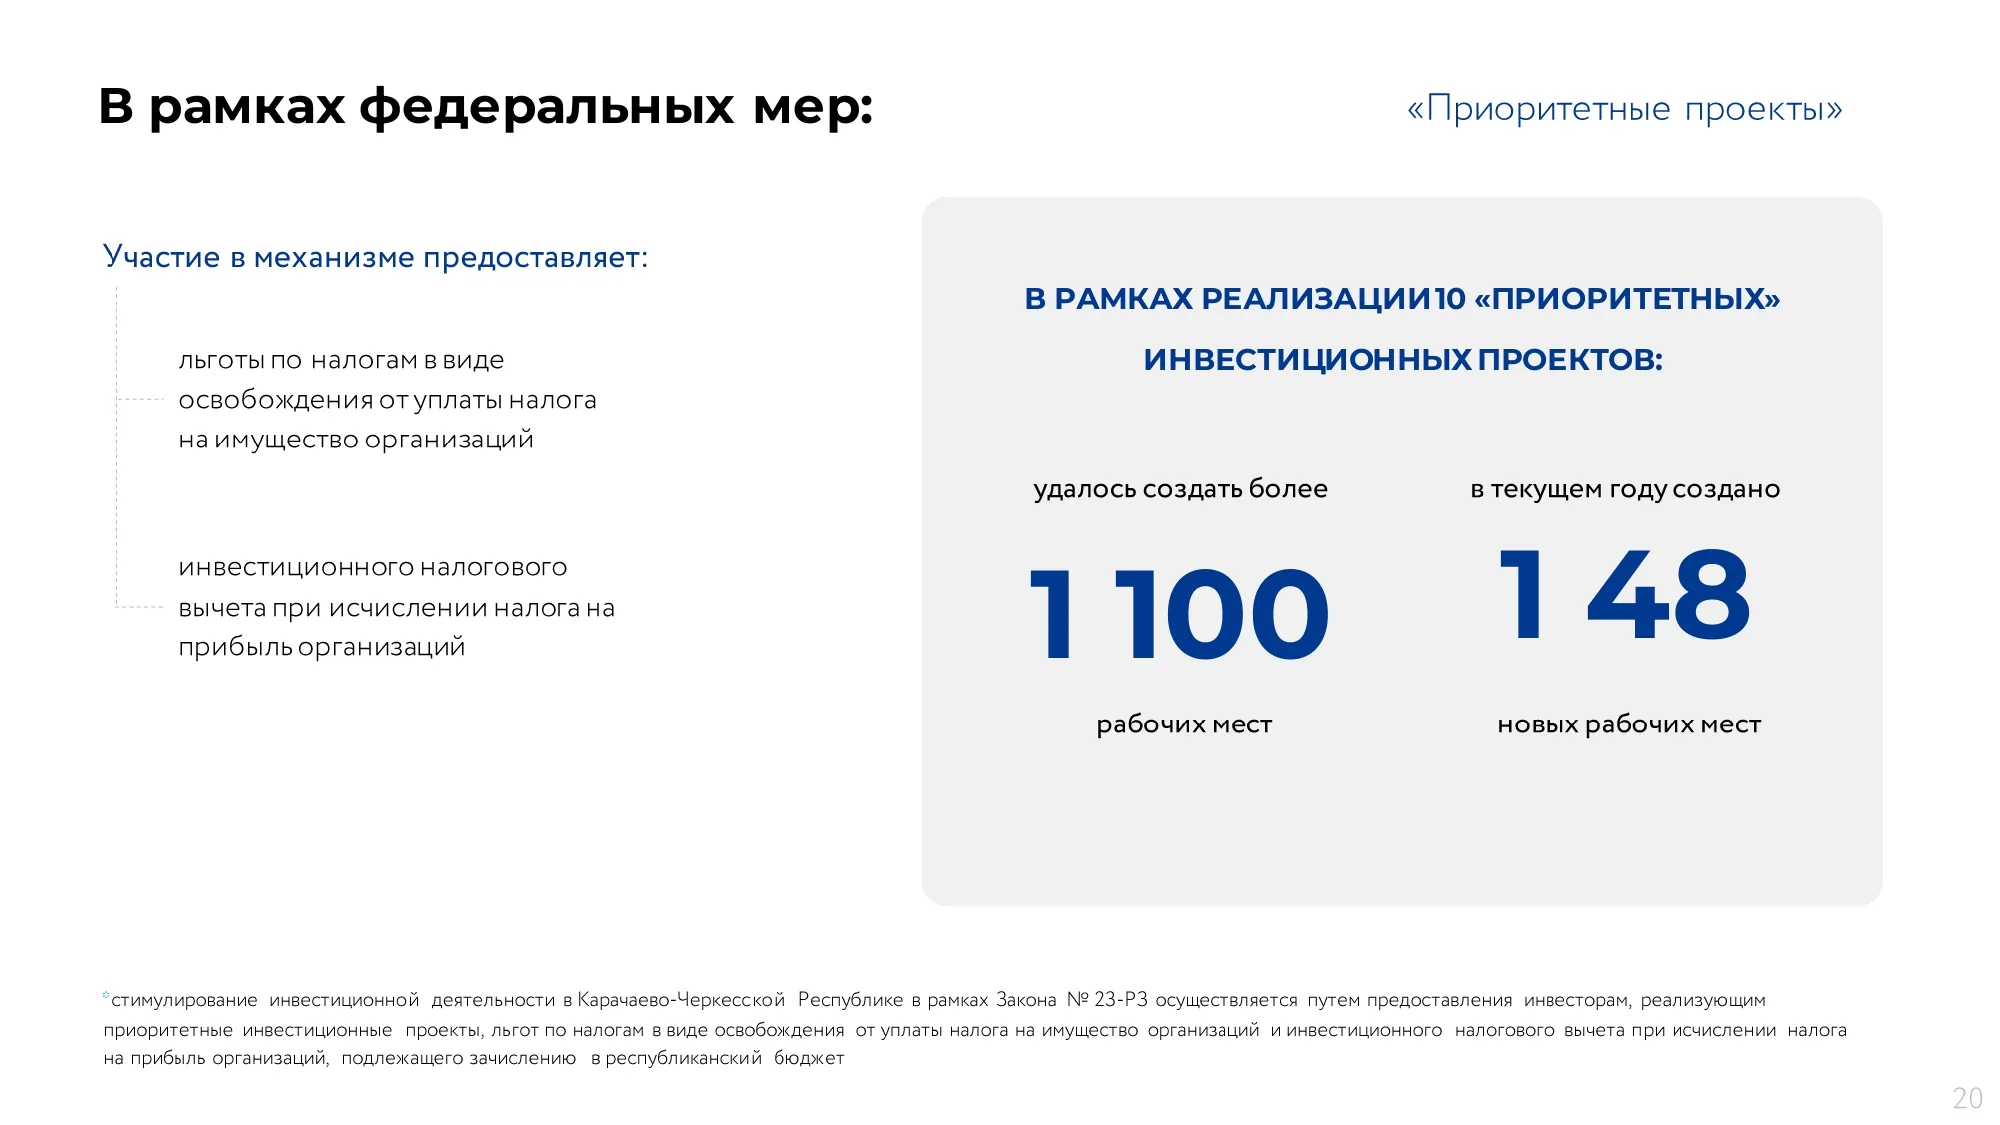 В рамках федеральных мер:
«Приоритетные проекты»
Участие в механизме предоставляет:
льготы по налогам в виде
освобождения от уплаты налога
на имущество организаций
инвестиционного налогового
вычета при исчислении налога на
прибыль организаций
В РАМКАХ РЕАЛИЗАЦИИ 10 «ПРИОРИТЕТНЫХ»
ИНВЕСТИЦИОННЫХ ПРОЕКТОВ:
удалось создать более
1 100
рабочих мест
в текущем году создано
1 48
новых рабочих мест
*стимулирование инвестиционной деятельности в Карачаево-Черкесской Республике в рамках Закона № 23-РЗ осуществляется путем предоставления инвесторам, реализующим
приоритетные инвестиционные проекты, льгот по налогам в виде освобождения от уплаты налога на имущество организаций и инвестиционного налогового вычета при исчислении налога
на прибыль организаций, подлежащего зачислению в республиканский бюджет
20